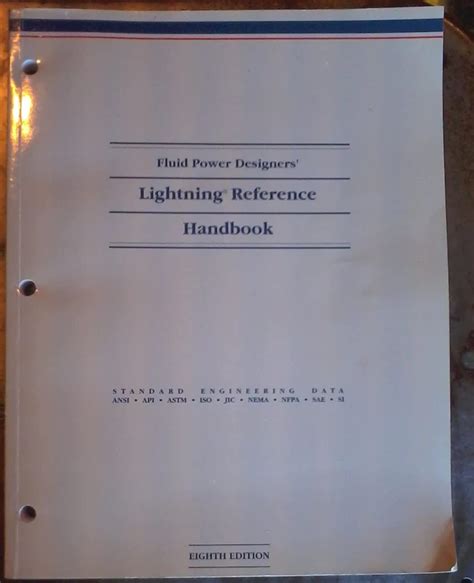 Fluid Power Designers'
Lightning® Reference
Handbook
STANDARD ENGINEERING DATA
ANSI • API • ASTM • ISO • JIC • NEMA • NFPA • SAE • SI
EIGHTH EDITION